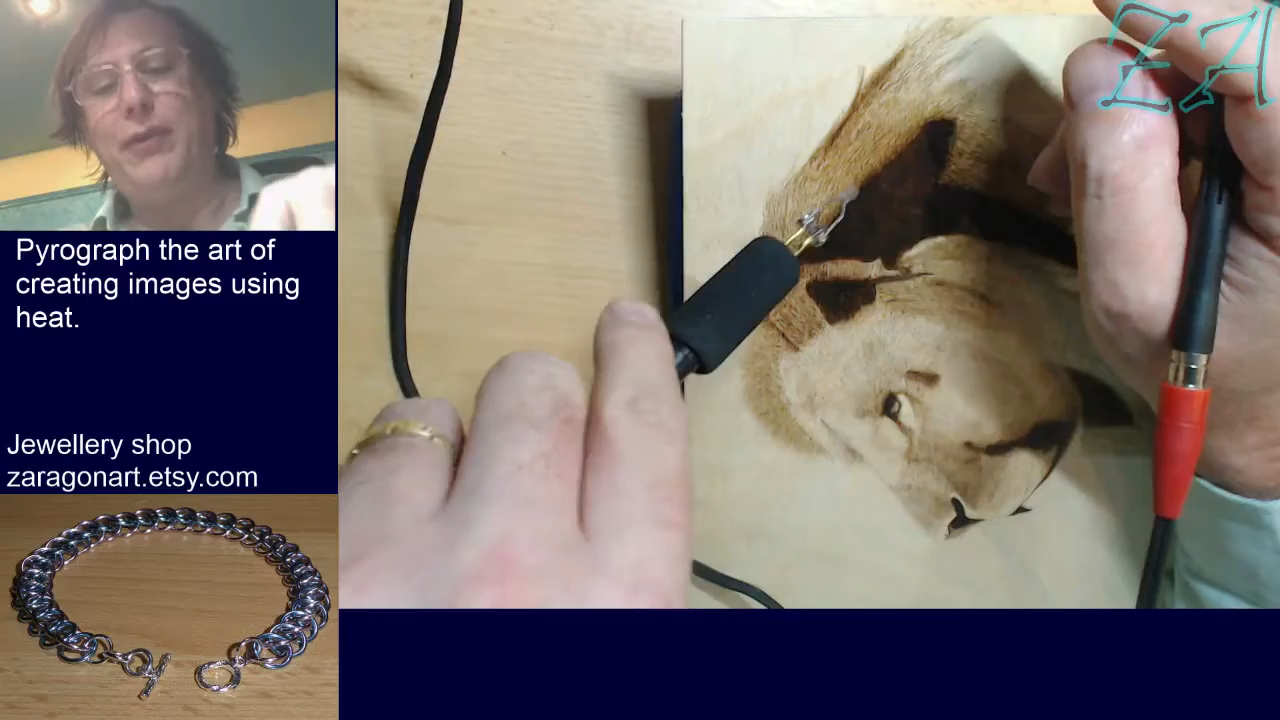 ZA
Pyrograph the art of
creating images using
heat.
Jewellery shop
zaragonart.etsy.com